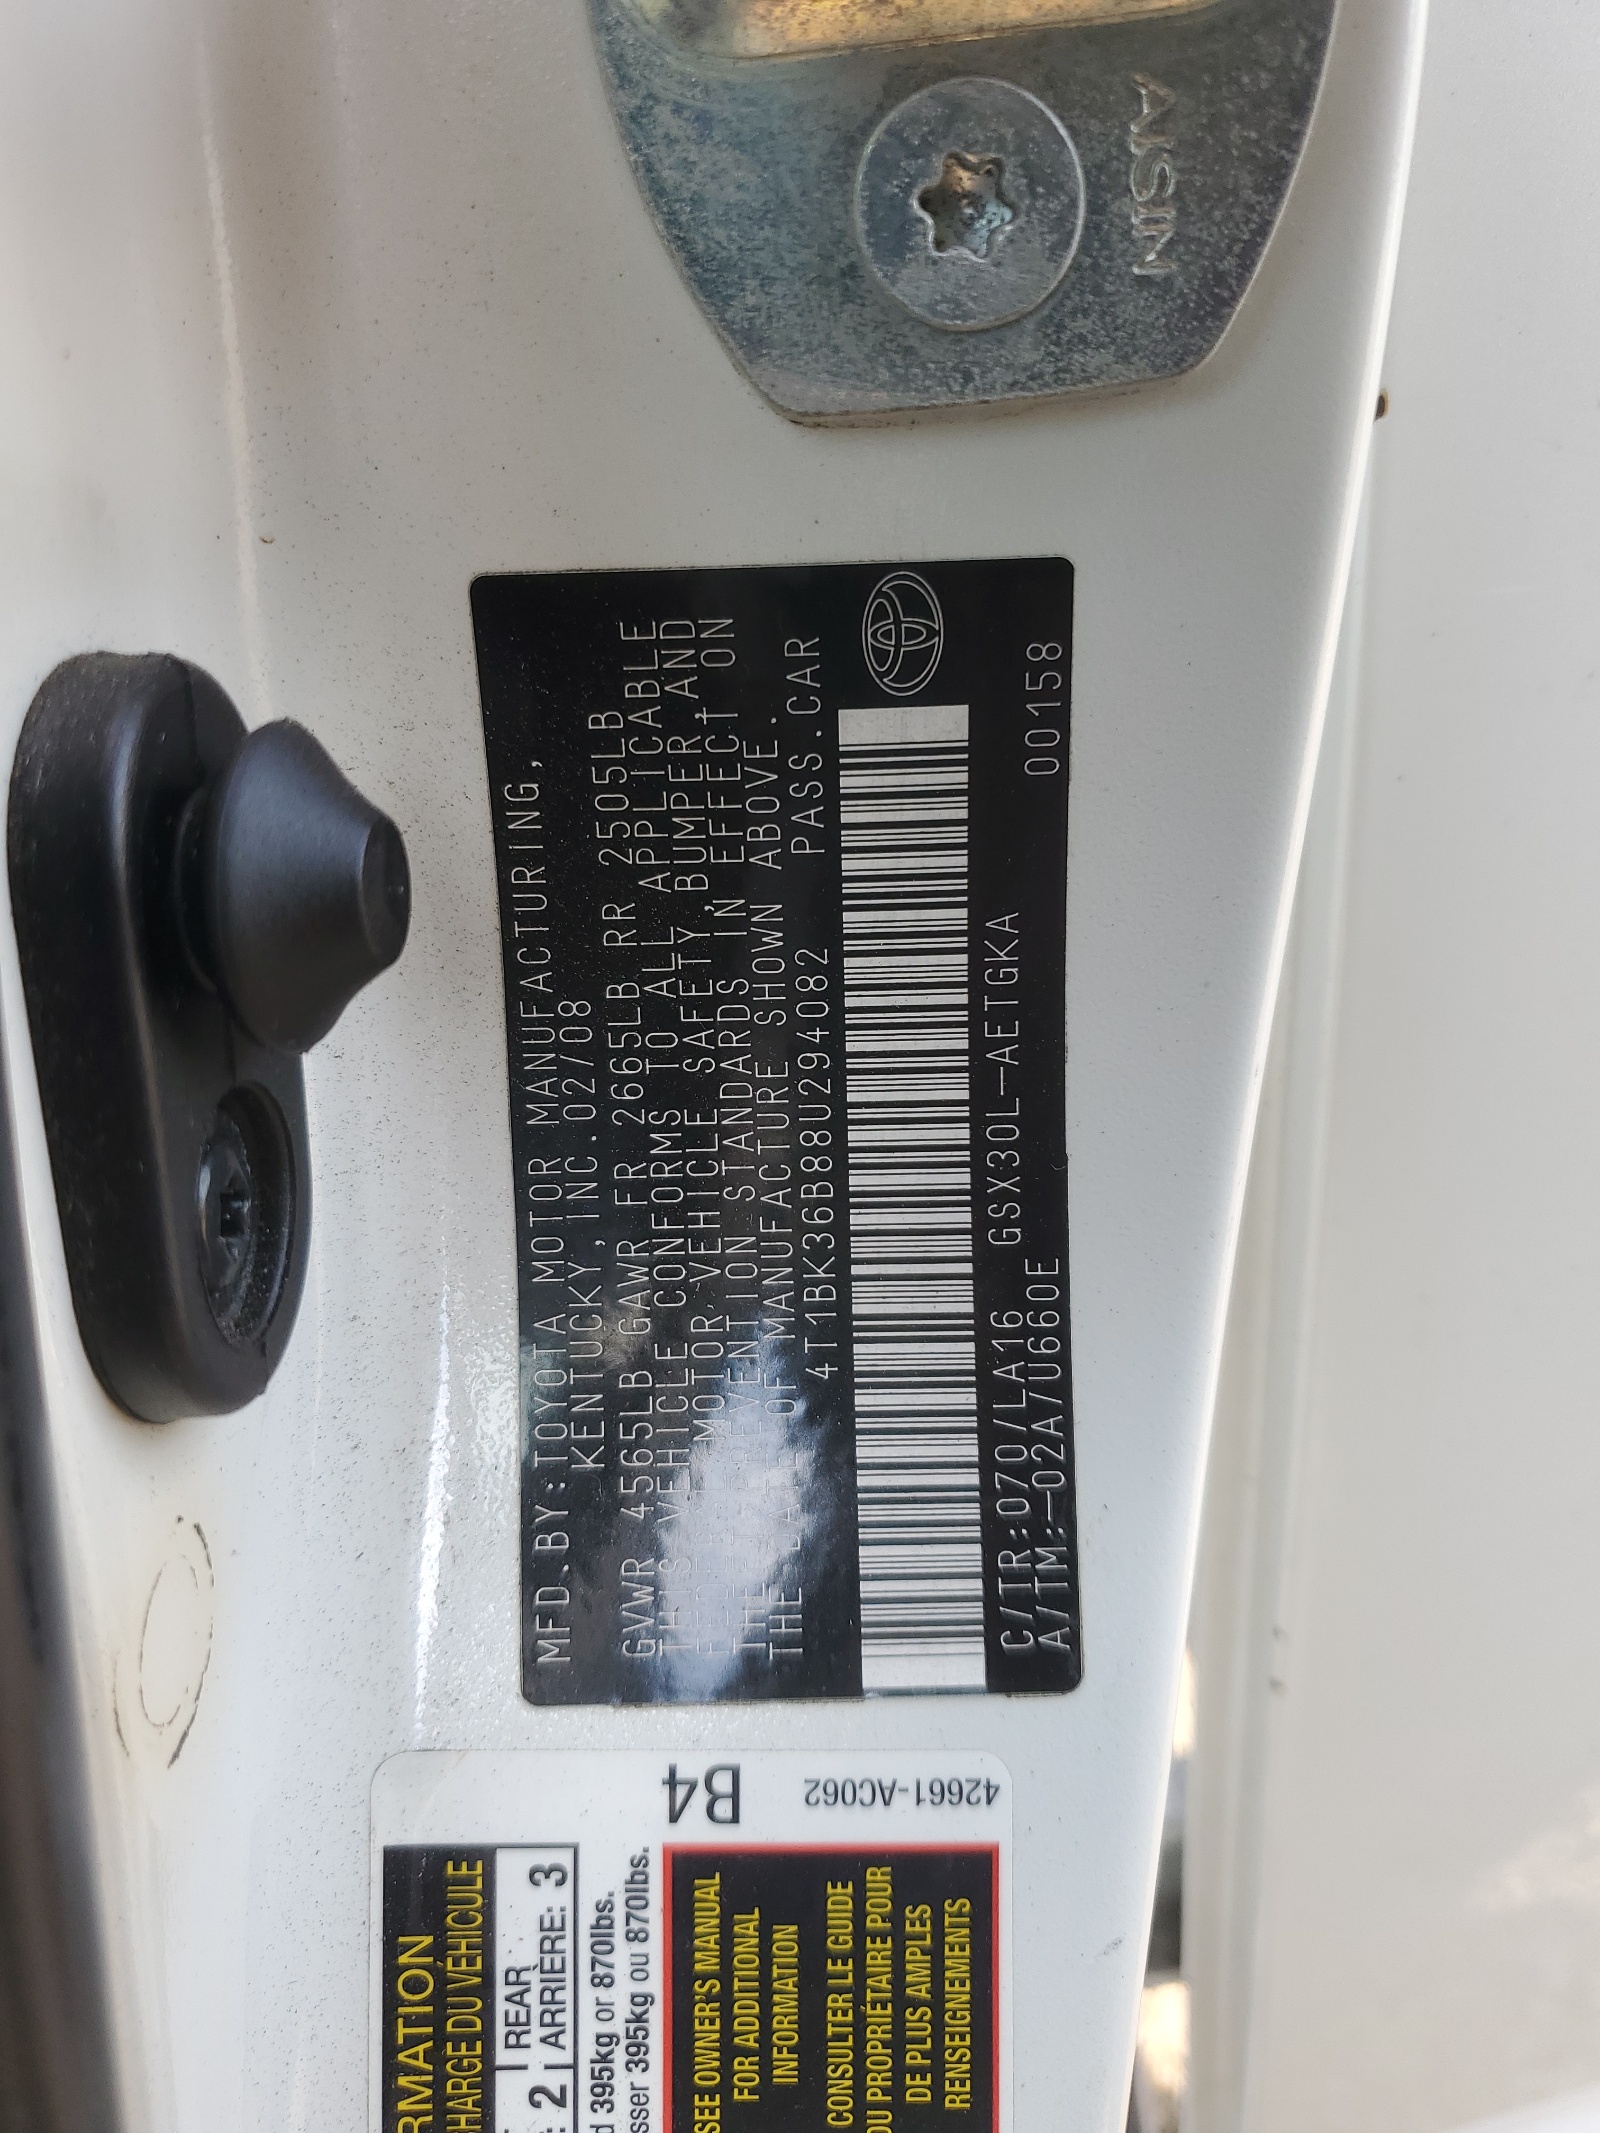 AISIN
MFD.BY:TOYOTA MOTOR MANUFACTURING,
KENTUCKY,INC.02/08
GVWR 4565LB GAWR FR 2665LB RR 2505LB
THIS VEHICLE CONFORMS TO ALL APPLICABLE
FEDERAL MOTOR VEHICLE SAFETY, BUMPER, AND
THEFT PREVENTION STANDARDS IN EFFECT ON
THE DATE OF MANUFACTURE SHOWN ABOVE.
4T1BK36B88U294082 PASS.CAR
C/TR:070/LA16 GSX30L-AETGKA
A/TM:-02A/U660E 00158
B4
42661-AC062
RMATION
HARGE DU VÉHICULE
REAR
2 ARRIÈRE: 3
d 395kg or 870lbs.
sser 395kg ou 870lbs.
SEE OWNER'S MANUAL
FOR ADDITIONAL
INFORMATION
CONSULTER LE GUIDE
DU PROPRIÉTAIRE POUR
DE PLUS AMPLES
RENSEIGNEMENTS